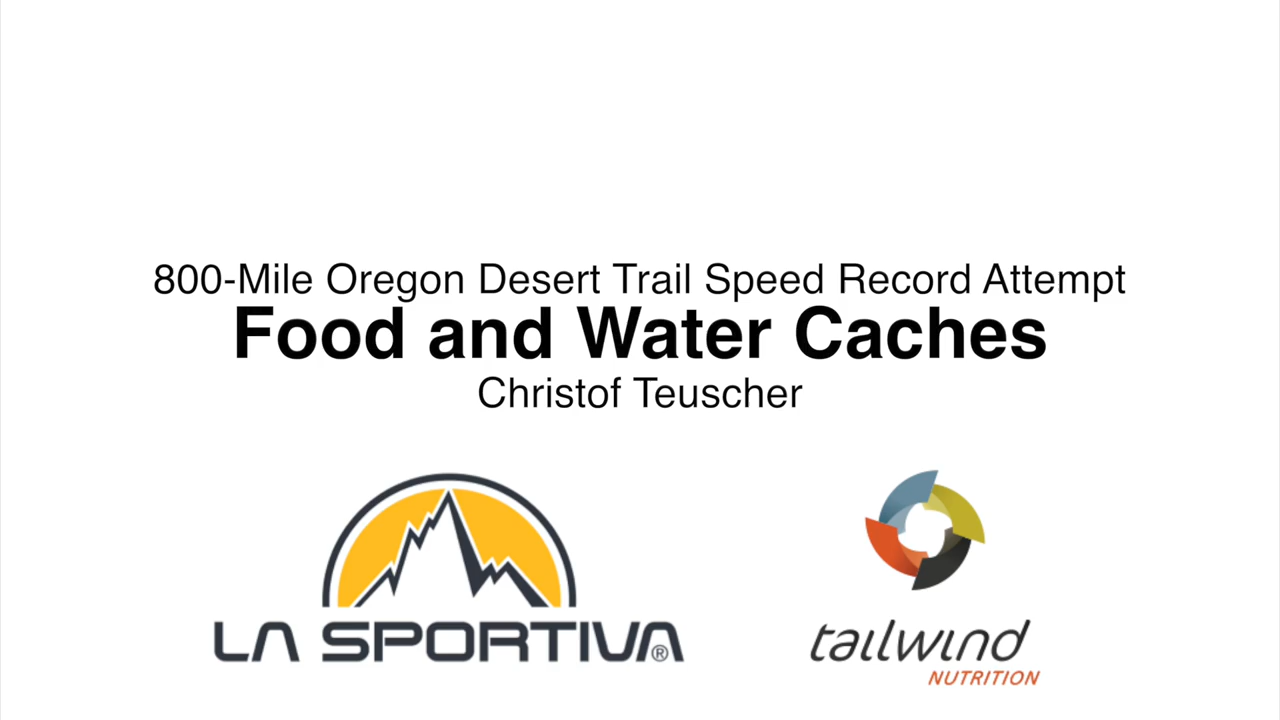 800-Mile Oregon Desert Trail Speed Record Attempt
Food and Water Caches
Christof Teuscher
LA SPORTIVA®
tailwind
NUTRITION